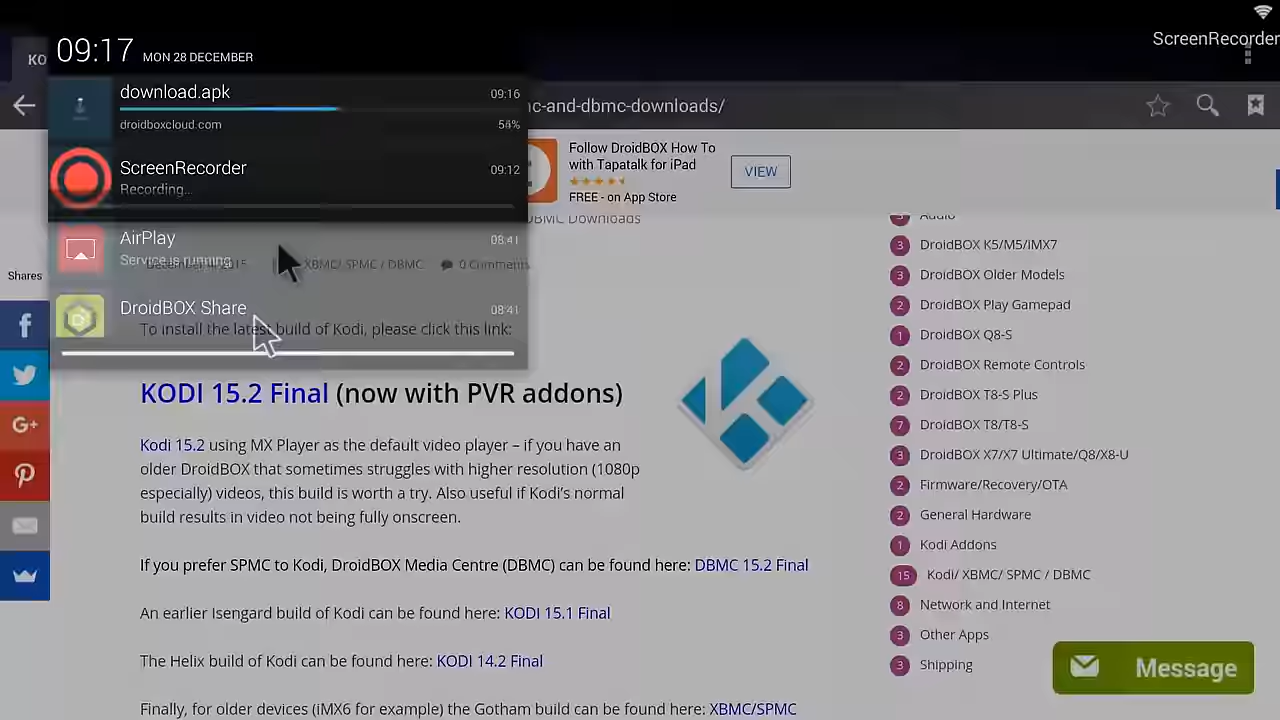 ScreenRecorder
09:17 MON 28 DECEMBER
KO
download.apk 09:16
droidboxcloud.com
ScreenRecorder 09:12
Recording...
AirPlay 08:41
Service is running
DroidBOX Share 08:41
c-and-dbmc-downloads/
Follow DroidBOX How To
with Tapatalk for iPad
FREE - on App Store
VIEW
DBMC Downloads
2015 XBMC/ SPMC / DBMC 0 Comments
Shares
To install the latest build of Kodi, please click this link:
KODI 15.2 Final (now with PVR addons)
Kodi 15.2 using MX Player as the default video player – if you have an
older DroidBOX that sometimes struggles with higher resolution (1080p
especially) videos, this build is worth a try. Also useful if Kodi's normal
build results in video not being fully onscreen.
If you prefer SPMC to Kodi, DroidBOX Media Centre (DBMC) can be found here: DBMC 15.2 Final
An earlier Isengard build of Kodi can be found here: KODI 15.1 Final
The Helix build of Kodi can be found here: KODI 14.2 Final
Finally, for older devices (iMX6 for example) the Gotham build can be found here: XBMC/SPMC
3 Audio
3 DroidBOX K5/M5/iMX7
3 DroidBOX Older Models
2 DroidBOX Play Gamepad
1 DroidBOX Q8-S
2 DroidBOX Remote Controls
2 DroidBOX T8-S Plus
7 DroidBOX T8/T8-S
3 DroidBOX X7/X7 Ultimate/Q8/X8-U
2 Firmware/Recovery/OTA
2 General Hardware
1 Kodi Addons
15 Kodi/ XBMC/ SPMC / DBMC
8 Network and Internet
3 Other Apps
3 Shipping
Message